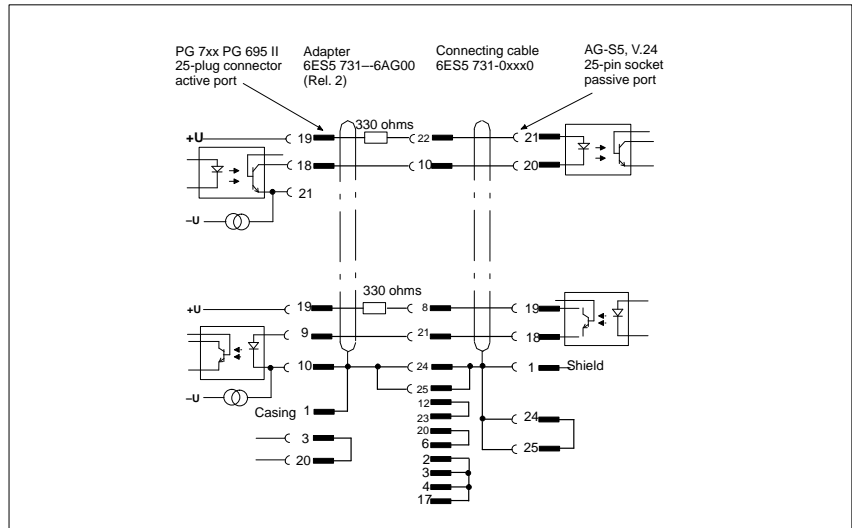 PG 7xx PG 695 II
25-plug connector
active port
Adapter
6ES5 731–-6AG00
(Rel. 2)
Connecting cable
6ES5 731-0xxx0
AG-S5, V.24
25-pin socket
passive port
+U
19
330 ohms
22
21
18
10
20
21
–U
+U
19
330 ohms
8
19
9
21
18
10
24
1
Shield
–U
25
Casing
1
12
23
24
3
20
6
25
20
2
3
4
17